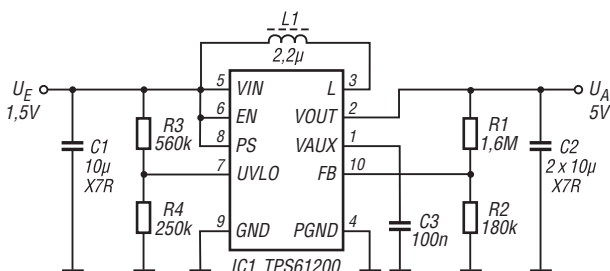 L1
2,2µ
U_E
1,5V
U_A
5V
5 VIN
L 3
6 EN
VOUT 2
8 PS
VAUX 1
7 UVLO
FB 10
9 GND
PGND 4
IC1 TPS61200
C1
10µ
X7R
R3
560k
R4
250k
C3
100n
R1
1,6M
R2
180k
C2
2 x 10µ
X7R